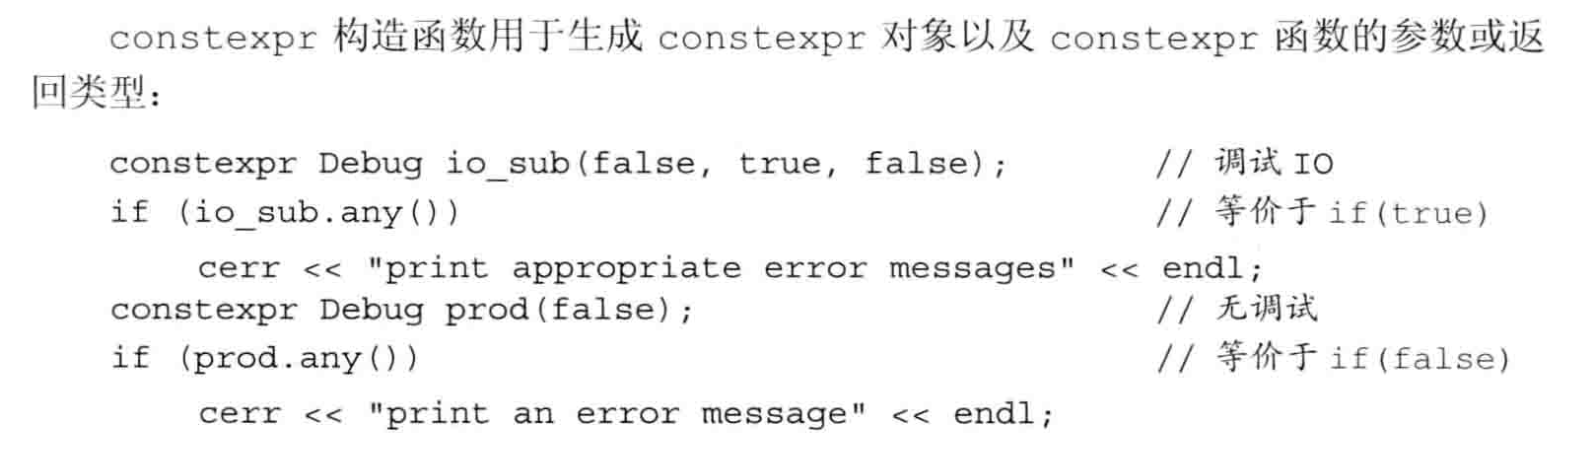 constexpr 构造函数用于生成 constexpr 对象以及 constexpr 函数的参数或返
回类型：
constexpr Debug io_sub(false, true, false); // 调试 IO
if (io_sub.any()) // 等价于 if(true)
cerr << "print appropriate error messages" << endl;
constexpr Debug prod(false); // 无调试
if (prod.any()) // 等价于 if(false)
cerr << "print an error message" << endl;